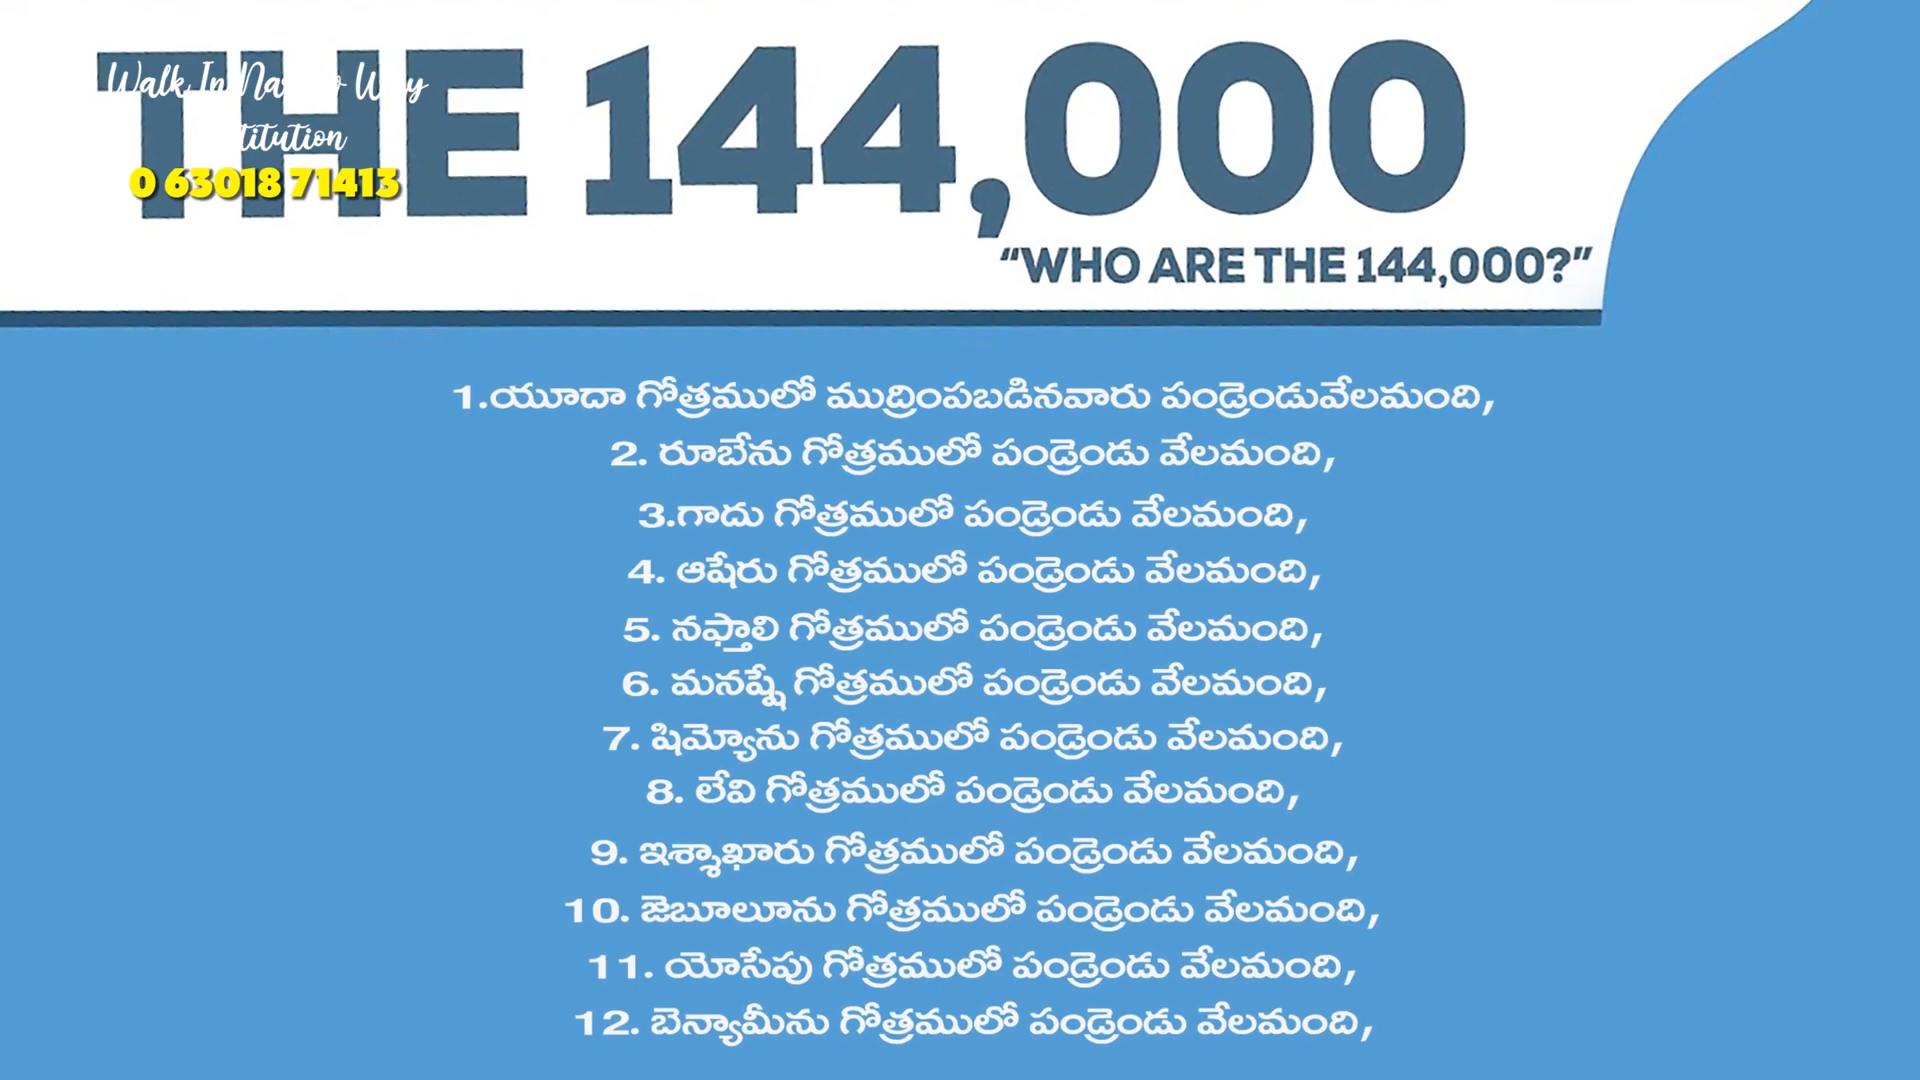 THE 144,000
Walk In Way
0 63018 71413
“WHO ARE THE 144,000?”
1.యూదా గోత్రములో ముద్రింపబడినవారు పండ్రెండువేలమంది,
2. రూబేను గోత్రములో పండ్రెండు వేలమంది,
3.గాదు గోత్రములో పండ్రెండు వేలమంది,
4. ఆషేరు గోత్రములో పండ్రెండు వేలమంది,
5. నఫ్తాలి గోత్రములో పండ్రెండు వేలమంది,
6. మనష్షే గోత్రములో పండ్రెండు వేలమంది,
7. షిమ్యోను గోత్రములో పండ్రెండు వేలమంది,
8. లేవి గోత్రములో పండ్రెండు వేలమంది,
9. ఇశ్శాఖారు గోత్రములో పండ్రెండు వేలమంది,
10. జెబూలూను గోత్రములో పండ్రెండు వేలమంది,
11. యోసేపు గోత్రములో పండ్రెండు వేలమంది,
12. బెన్యామీను గోత్రములో పండ్రెండు వేలమంది,